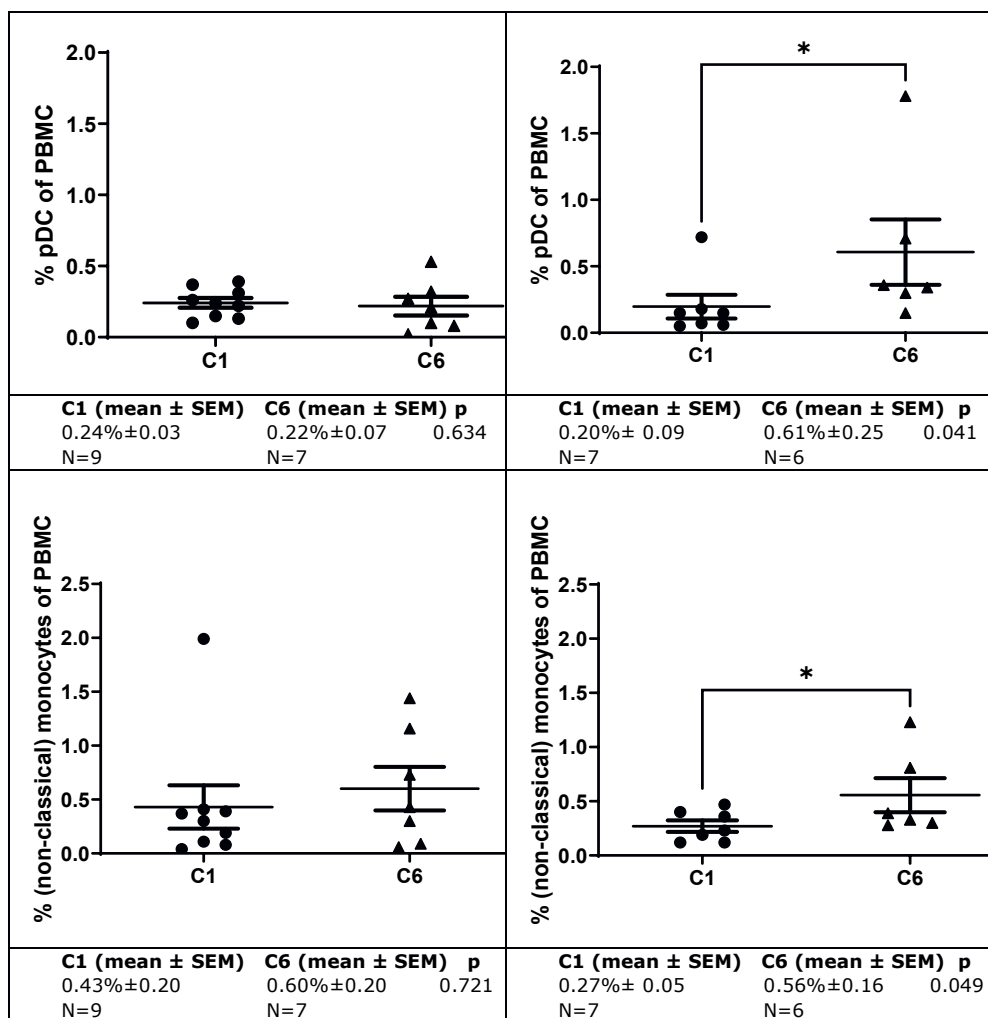 % pDC of PBMC
2.0
1.5
1.0
0.5
0.0
C1 C6
C1 (mean ± SEM) C6 (mean ± SEM) p
0.24%±0.03 0.22%±0.07 0.634
N=9 N=7
*
% pDC of PBMC
2.0
1.5
1.0
0.5
0.0
C1 C6
C1 (mean ± SEM) C6 (mean ± SEM) p
0.20%± 0.09 0.61%±0.25 0.041
N=7 N=6
% (non-classical) monocytes of PBMC
2.5
2.0
1.5
1.0
0.5
0.0
C1 C6
C1 (mean ± SEM) C6 (mean ± SEM) p
0.43%±0.20 0.60%±0.20 0.721
N=9 N=7
% (non-classical) monocytes of PBMC
2.5
2.0
*
1.5
1.0
0.5
0.0
C1 C6
C1 (mean ± SEM) C6 (mean ± SEM) p
0.27%± 0.05 0.56%±0.16 0.049
N=7 N=6